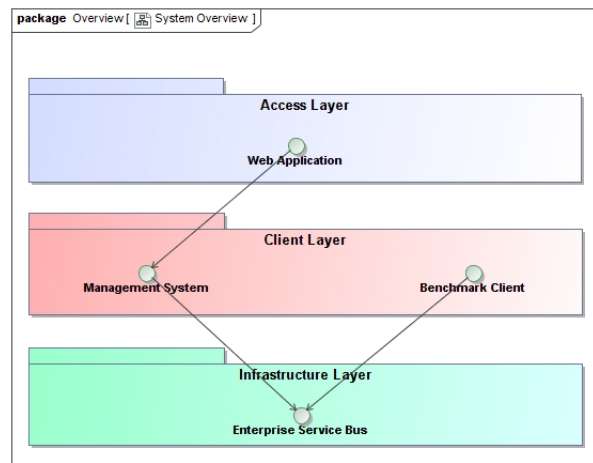 package Overview [ System Overview ]
Access Layer
Web Application
Client Layer
Management System
Benchmark Client
Infrastructure Layer
Enterprise Service Bus